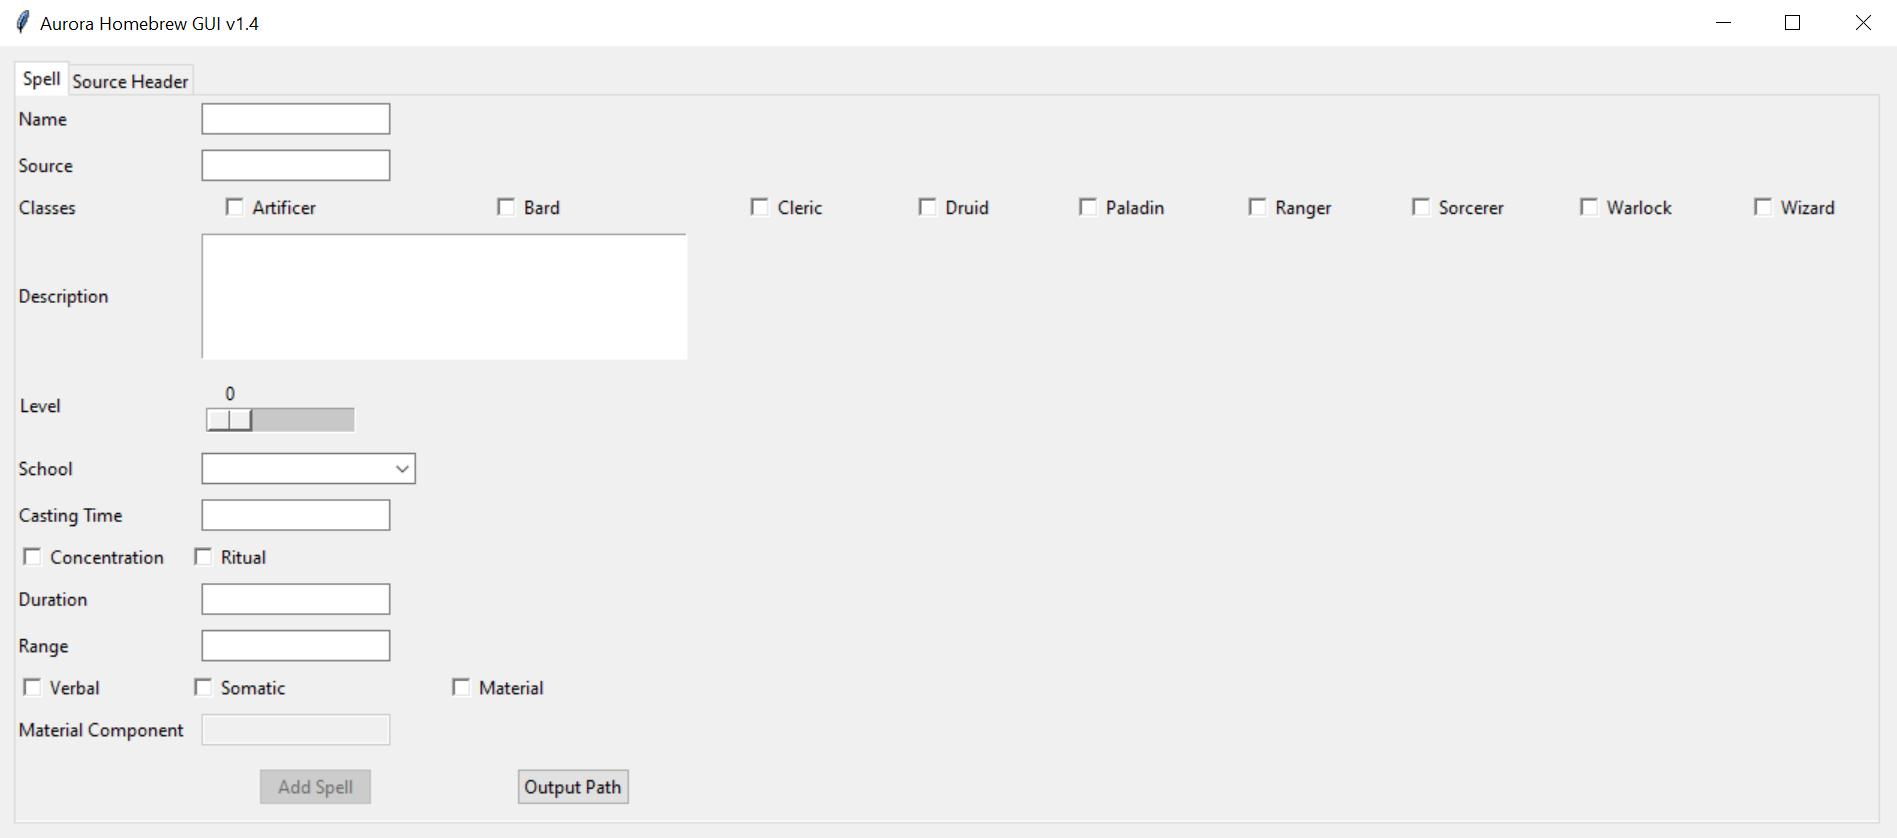 Aurora Homebrew GUI v1.4
Spell Source Header
Name
Source
Classes Artificer Bard Cleric Druid Paladin Ranger Sorcerer Warlock Wizard
Description
0
Level
School
Casting Time
Concentration Ritual
Duration
Range
Verbal Somatic Material
Material Component
Add Spell Output Path